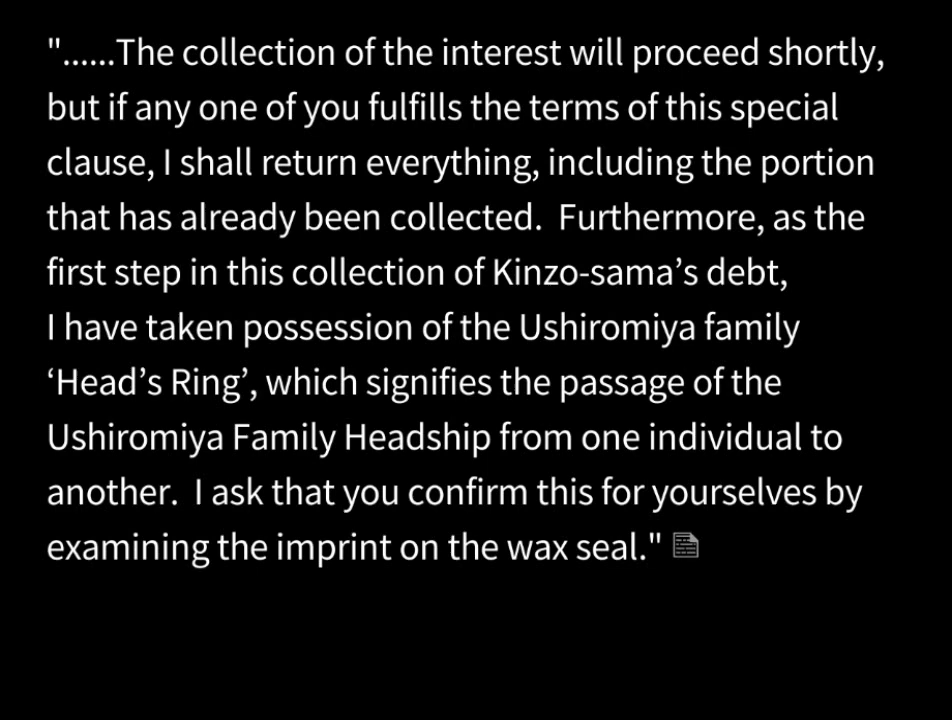 "......The collection of the interest will proceed shortly,
but if any one of you fulfills the terms of this special
clause, I shall return everything, including the portion
that has already been collected.  Furthermore, as the
first step in this collection of Kinzo-sama’s debt,
I have taken possession of the Ushiromiya family
‘Head’s Ring’, which signifies the passage of the
Ushiromiya Family Headship from one individual to
another.  I ask that you confirm this for yourselves by
examining the imprint on the wax seal."